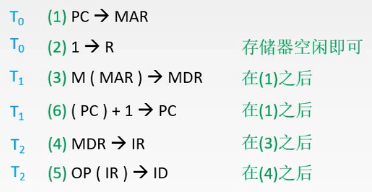 T₀ (1) PC → MAR
T₀ (2) 1 → R 存储器空闲即可
T₁ (3) M ( MAR ) → MDR 在(1)之后
T₁ (6) ( PC ) + 1 → PC 在(1)之后
T₂ (4) MDR → IR 在(3)之后
T₂ (5) OP ( IR ) → ID 在(4)之后